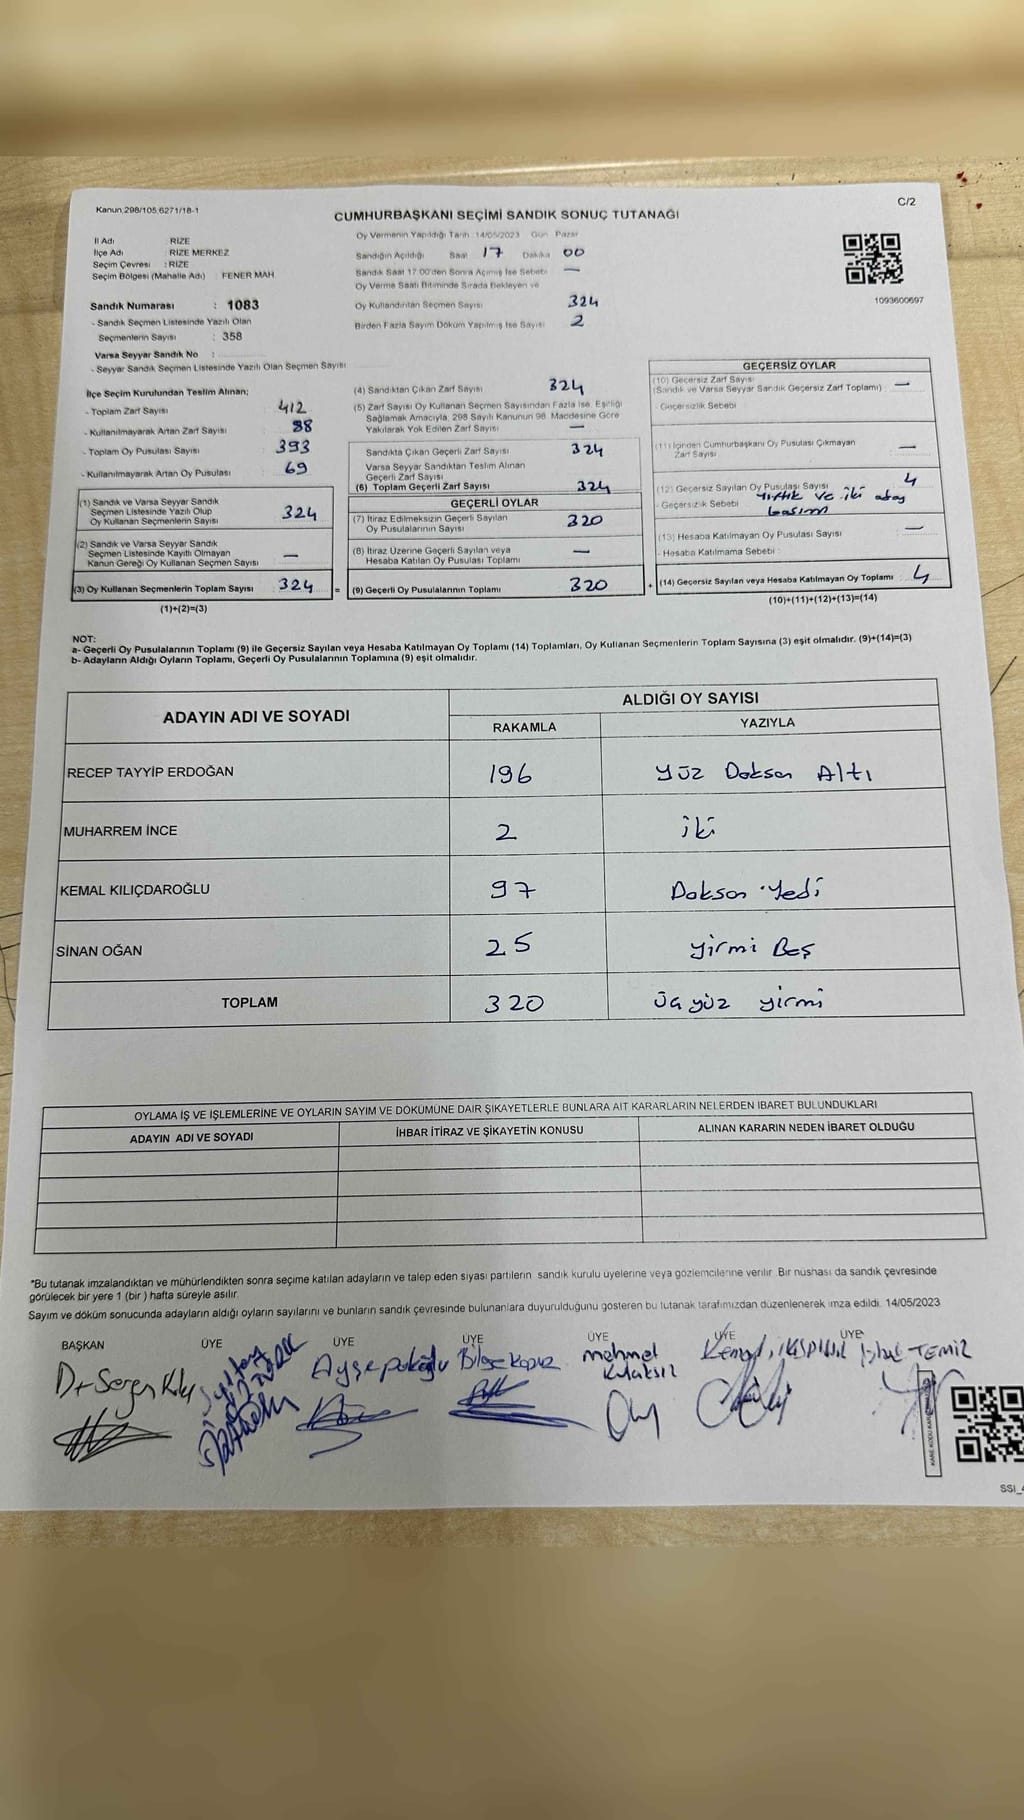 Kanun:298/105,6271/18-1
C/2
CUMHURBAŞKANI SEÇİMİ SANDIK SONUÇ TUTANAĞI
İl Adı : RİZE
İlçe Adı : RİZE MERKEZ
Seçim Çevresi : RİZE
Seçim Bölgesi (Mahalle Adı) : FENER MAH
Sandık Numarası : 1083
- Sandık Seçmen Listesinde Yazılı Olan
Seçmenlerin Sayısı : 358
Varsa Seyyar Sandık No :
- Seyyar Sandık Seçmen Listesinde Yazılı Olan Seçmen Sayısı
Oy Vermenin Yapıldığı Tarih :14/05/2023 Gün : Pazar
Sandığın Açıldığı Saat 17 Dakika 00
Sandık Saat 17:00'den Sonra Açılmış İse Sebebi —
Oy Verme Saati Bitiminde Sırada Bekleyen ve
Oy Kullandırılan Seçmen Sayısı 324
Birden Fazla Sayım Döküm Yapılmış İse Sayısı 2
1093600697
İlçe Seçim Kurulundan Teslim Alınan;
- Toplam Zarf Sayısı 412
- Kullanılmayarak Artan Zarf Sayısı 88
- Toplam Oy Pusulası 393
- Kullanılmayarak Artan Oy Pusulası 69
(1) Sandık ve Varsa Seyyar Sandık
Seçmen Listesinde Yazılı Olup
Oy Kullanan Seçmenlerin Sayısı 324
(2) Sandık ve Varsa Seyyar Sandık
Seçmen Listesinde Kayıtlı Olmayan
Kanun Gereği Oy Kullanan Seçmen Sayısı —
(3) Oy Kullanan Seçmenlerin Toplam Sayısı 324 =
(1)+(2)=(3)
(4) Sandıktan Çıkan Zarf Sayısı 324
(5) Zarf Sayısı Oy Kullanan Seçmen Sayısından Fazla İse, Eşitliği
Sağlamak Amacıyla; 298 Sayılı Kanunun 98. Maddesine Göre
Yakılarak Yok Edilen Zarf Sayısı —
Sandıkta Çıkan Geçerli Zarf Sayısı 324
Varsa Seyyar Sandıktan Teslim Alınan
Geçerli Zarf Sayısı
(6) Toplam Geçerli Zarf Sayısı 324
GEÇERLİ OYLAR
(7) İtiraz Edilmeksizin Geçerli Sayılan
Oy Pusulalarının Sayısı 320
(8) İtiraz Üzerine Geçerli Sayılan veya
Hesaba Katılan Oy Pusulası Toplamı —
(9) Geçerli Oy Pusulalarının Toplamı 320 +
GEÇERSİZ OYLAR
(10) Geçersiz Zarf Sayısı
(Sandık ve Varsa Seyyar Sandık Geçersiz Zarf Toplamı) : —
- Geçersizlik Sebebi
(11) İçinden Cumhurbaşkanı Oy Pusulası Çıkmayan
Zarf Sayısı —
(12) Geçersiz Sayılan Oy Pusulası Sayısı 4
- Geçersizlik Sebebi Yırtık ve iki aday
basım
(13) Hesaba Katılmayan Oy Pusulası Sayısı —
- Hesaba Katılmama Sebebi :
(14) Geçersiz Sayılan veya Hesaba Katılmayan Oy Toplamı : 4
(10)+(11)+(12)+(13)=(14)
NOT:
a- Geçerli Oy Pusulalarının Toplamı (9) ile Geçersiz Sayılan veya Hesaba Katılmayan Oy Toplamı (14) Toplamları, Oy Kullanan Seçmenlerin Toplam Sayısına (3) eşit olmalıdır. (9)+(14)=(3)
b- Adayların Aldığı Oyların Toplamı, Geçerli Oy Pusulalarının Toplamına (9) eşit olmalıdır.
ADAYIN ADI VE SOYADI
ALDIĞI OY SAYISI
RAKAMLA YAZIYLA
RECEP TAYYİP ERDOĞAN 196 Yüz Doksan Altı
MUHARREM İNCE 2 iki
KEMAL KILIÇDAROĞLU 97 Doksan Yedi
SİNAN OĞAN 25 yirmi Beş
TOPLAM 320 üçyüz yirmi
OYLAMA İŞ VE İŞLEMLERİNE VE OYLARIN SAYIM VE DÖKÜMÜNE DAİR ŞİKAYETLERLE BUNLARA AİT KARARLARIN NELERDEN İBARET BULUNDUKLARI
ADAYIN ADI VE SOYADI İHBAR İTİRAZ VE ŞİKAYETİN KONUSU ALINAN KARARIN NEDEN İBARET OLDUĞU
*Bu tutanak imzalandıktan ve mühürlendikten sonra seçime katılan adayların ve talep eden siyasi partilerin sandık kurulu üyelerine veya gözlemcilerine verilir. Bir nüshası da sandık çevresinde
görülecek bir yere 1 (bir) hafta süreyle asılır.
Sayım ve döküm sonucunda adayların aldığı oyların sayılarını ve bunların sandık çevresinde bulunanlara duyurulduğunu gösteren bu tutanak tarafımızdan düzenlenerek imza edildi. 14/05/2023
BAŞKAN ÜYE ÜYE ÜYE ÜYE ÜYE ÜYE
Mehmet
TEMİZ